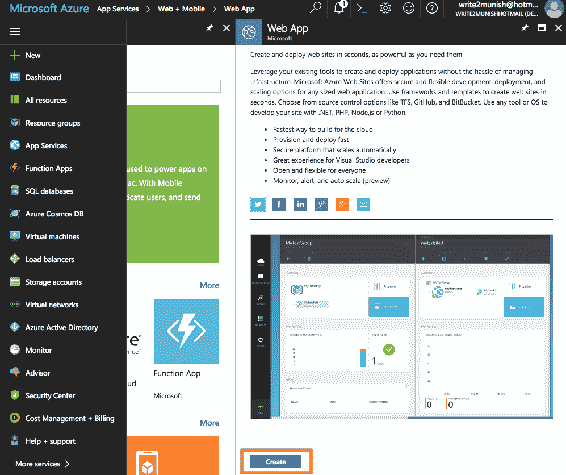 Microsoft Azure App Services > Web + Mobile > Web App
write2munish@hotm...
WRITE2MUNISHHOTMAIL (DE...
New
Dashboard
All resources
Resource groups
App Services
Function Apps
SQL databases
Azure Cosmos DB
Virtual machines
Load balancers
Storage accounts
Virtual networks
Azure Active Directory
Monitor
Advisor
Security Center
Cost Management + Billing
Help + support
More services >
used to power apps on
ac. With Mobile
icate users, and send
More
Function App
Microsoft
More
Web App
Microsoft
Create and deploy web sites in seconds, as powerful as you need them
Leverage your existing tools to create and deploy applications without the hassle of managing
infrastructure. Microsoft Azure Web Sites offers secure and flexible development, deployment, and
scaling options for any sized web application. Use frameworks and templates to create web sites in
seconds. Choose from source control options like TFS, GitHub, and BitBucket. Use any tool or OS to
develop your site with .NET, PHP, Node.js or Python.
Fastest way to build for the cloud
Provision and deploy fast
Secure platform that scales automatically
Great experience for Visual Studio developers
Open and flexible for everyone
Monitor, alert, and auto scale (preview)
Create